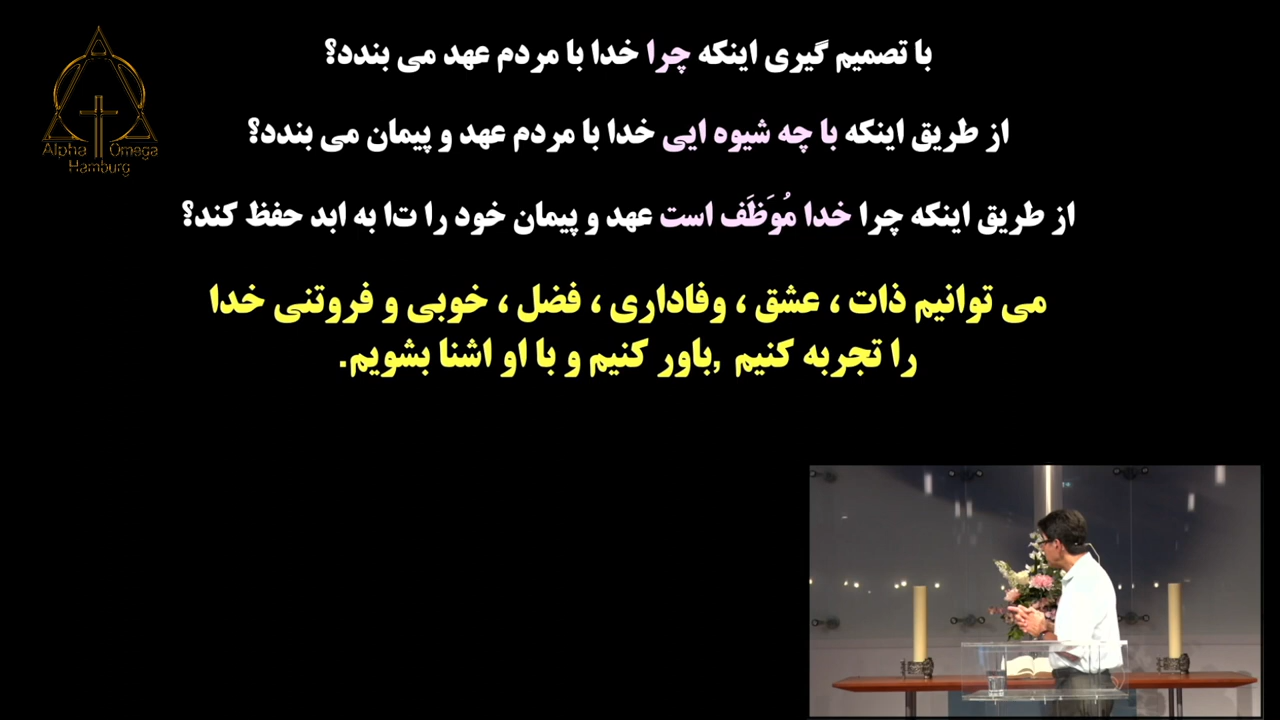 با تصمیم گیری اینکه چرا خدا با مردم عهد می بندد؟
از طریق اینکه با چه شیوه ایی خدا با مردم عهد و پیمان می بندد؟
از طریق اینکه چرا خدا مُوَظَف است عهد و پیمان خود را تا به ابد حفظ کند؟
می توانیم ذات ، عشق ، وفاداری ، فضل ، خوبی و فروتنی خدا
را تجربه کنیم ,باور کنیم و با او اشنا بشویم.
Alpha Omega
Hamburg